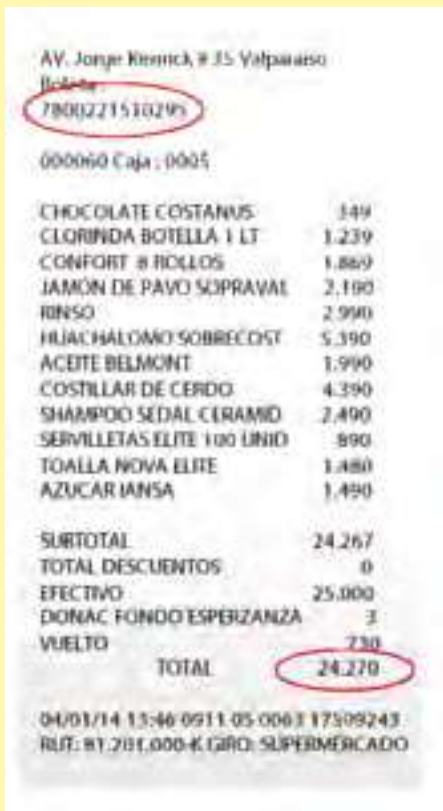 AV. Jorge Kenrick # 35 Valparaiso
Boleta :
7800221510295
000060 Caja : 0005
CHOCOLATE COSTANUS 349
CLORINDA BOTELLA 1 LT 1.239
CONFORT 8 ROLLOS 1.869
JAMÓN DE PAVO SOPRAVAL 2.190
RINSO 2.990
HUACHALOMO SOBRECOST 5.390
ACEITE BELMONT 1.990
COSTILLAR DE CERDO 4.390
SHAMPOO SEDAL CERAMID 2.490
SERVILLETAS ELITE 100 UNID 890
TOALLA NOVA ELITE 1.480
AZUCAR IANSA 1.490
SUBTOTAL 24.267
TOTAL DESCUENTOS 0
EFECTIVO 25.000
DONAC FONDO ESPERZANZA 3
VUELTO 730
TOTAL 24.270
04/01/14 13:46 0911 05 0063 17509243
RUT: 81.201.000-K GIRO: SUPERMERCADO